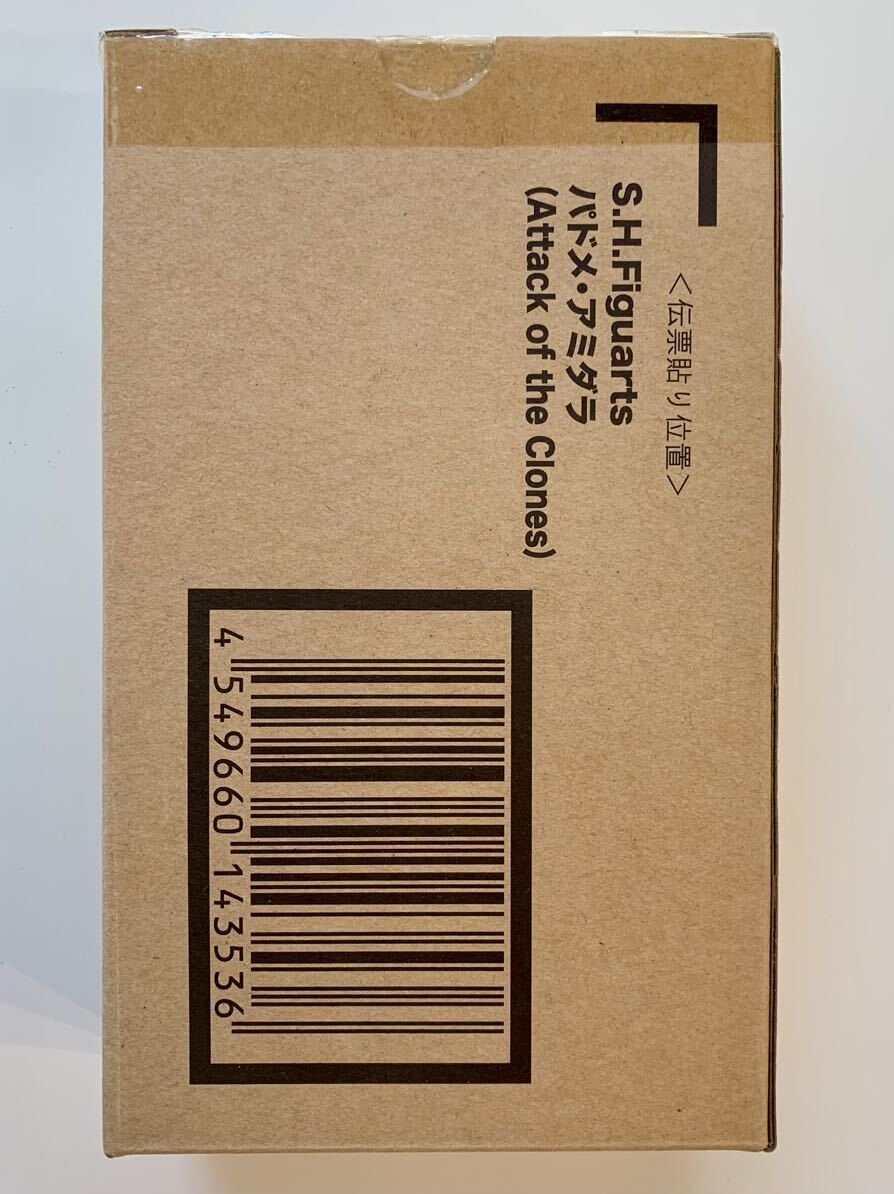 <伝票貼り位置>
S.H.Figuarts
パドメ・アミダラ
(Attack of the Clones)
4 549660 143536